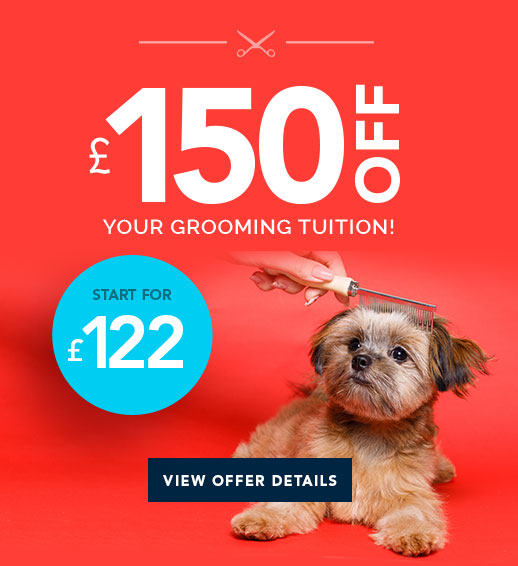 £150 OFF
YOUR GROOMING TUITION!
START FOR
£122
VIEW OFFER DETAILS